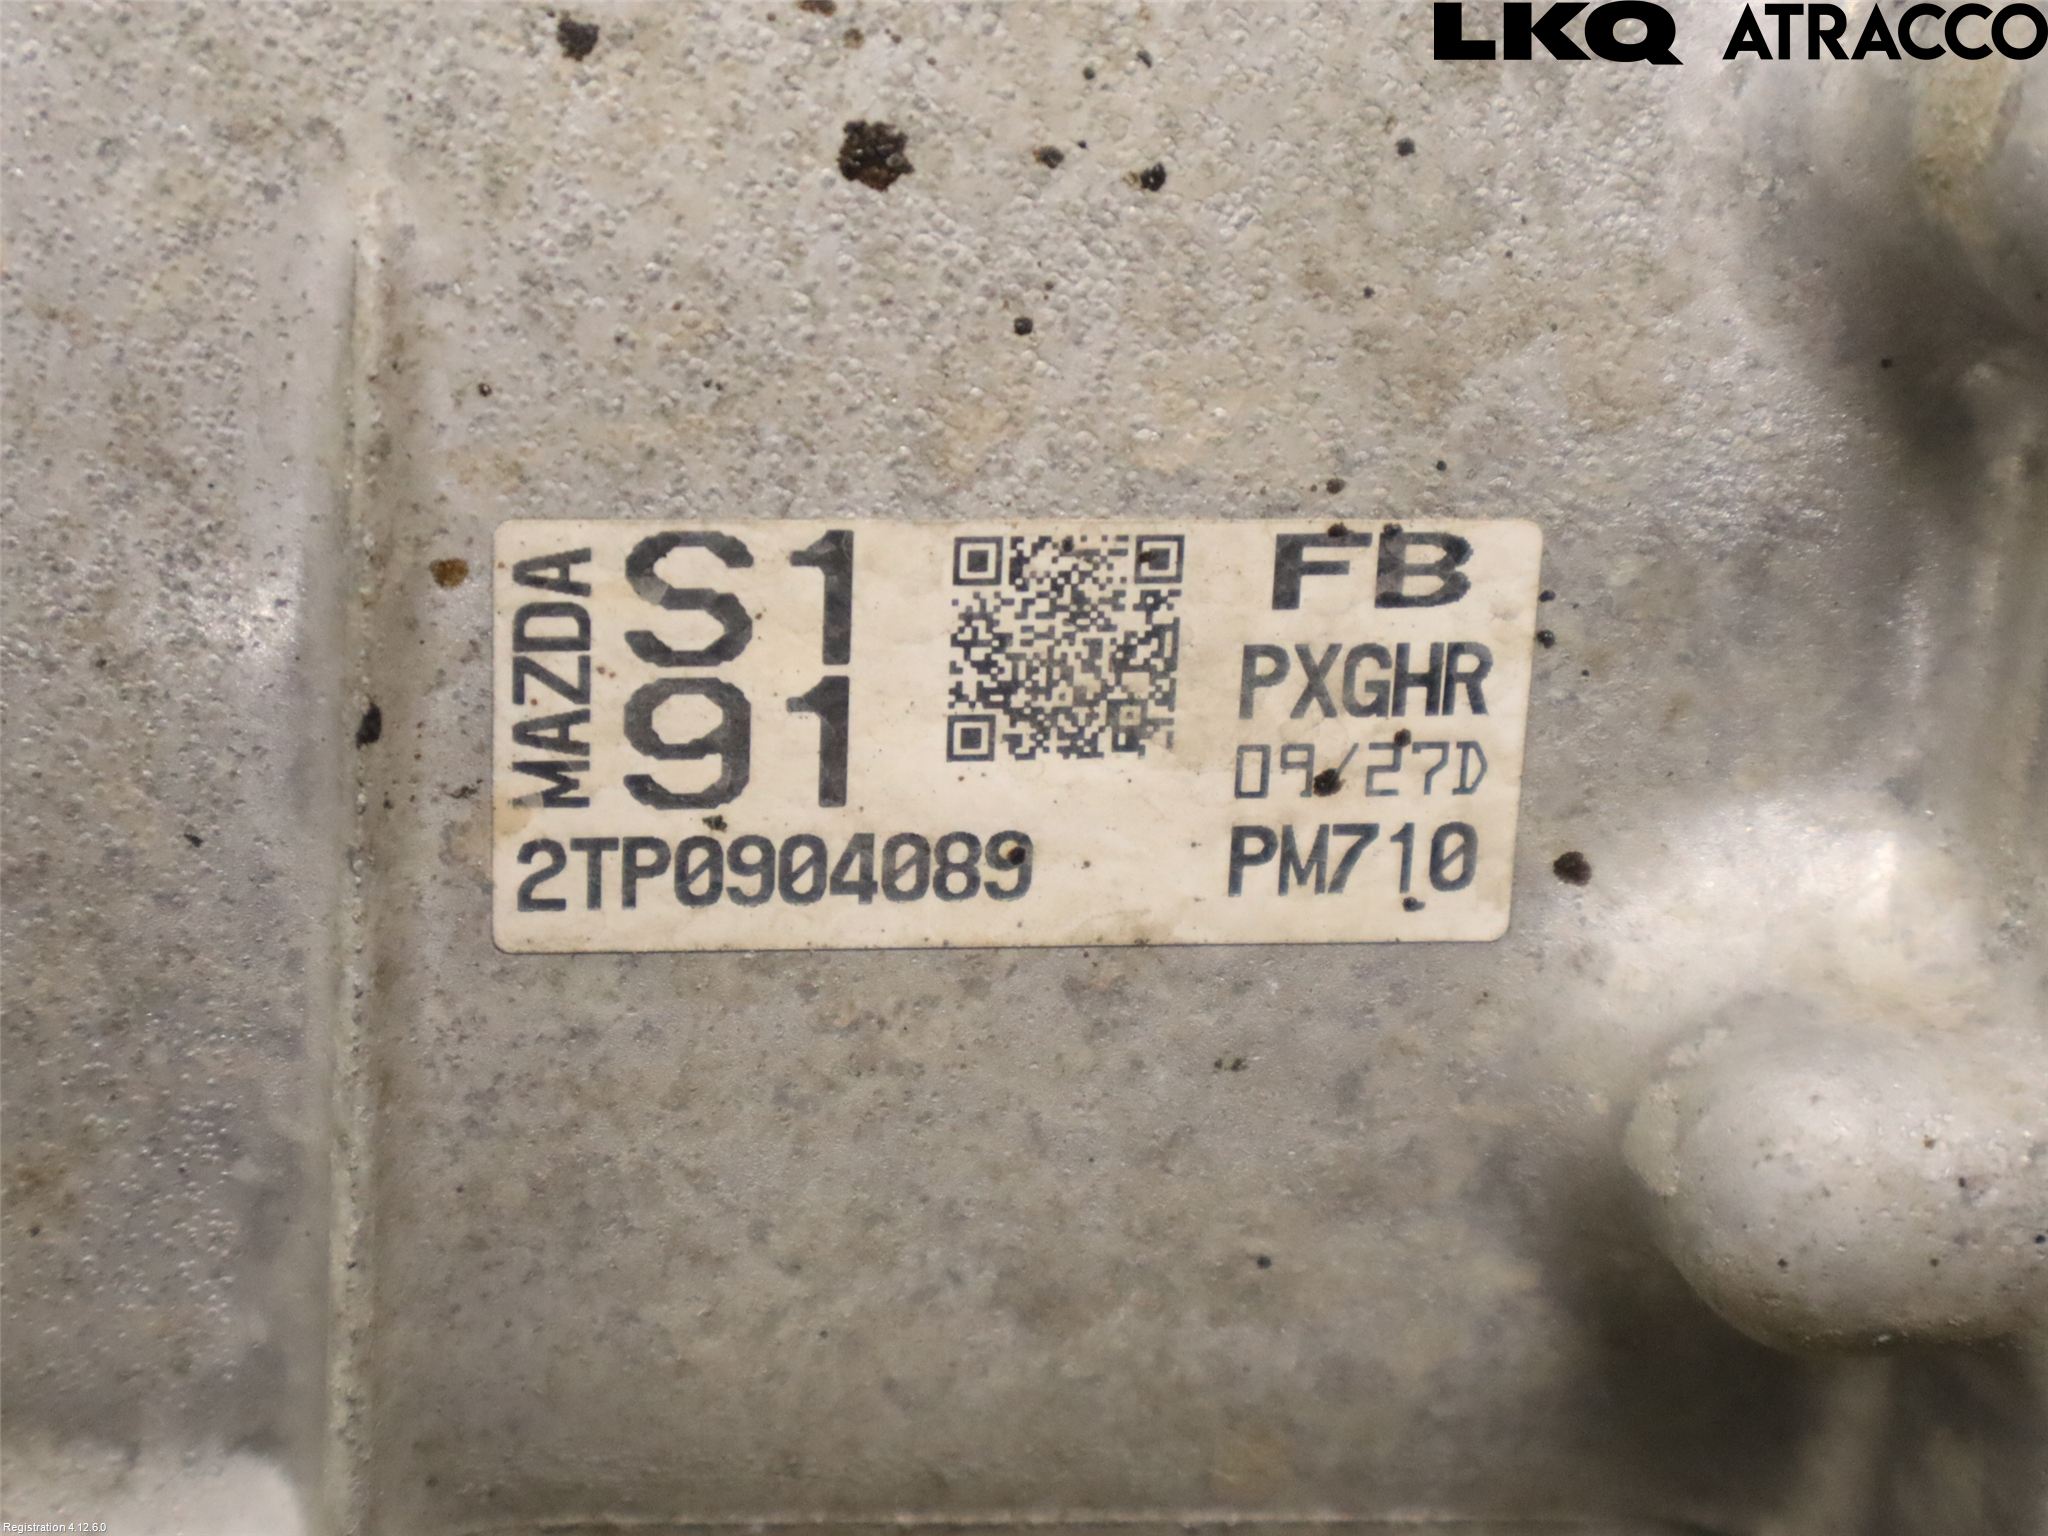 LKQ ATRACCO
MAZDA
S1
91
2TP0904089
FB
PXGHR
09/27D
PM710
Registration 4.12.6.0